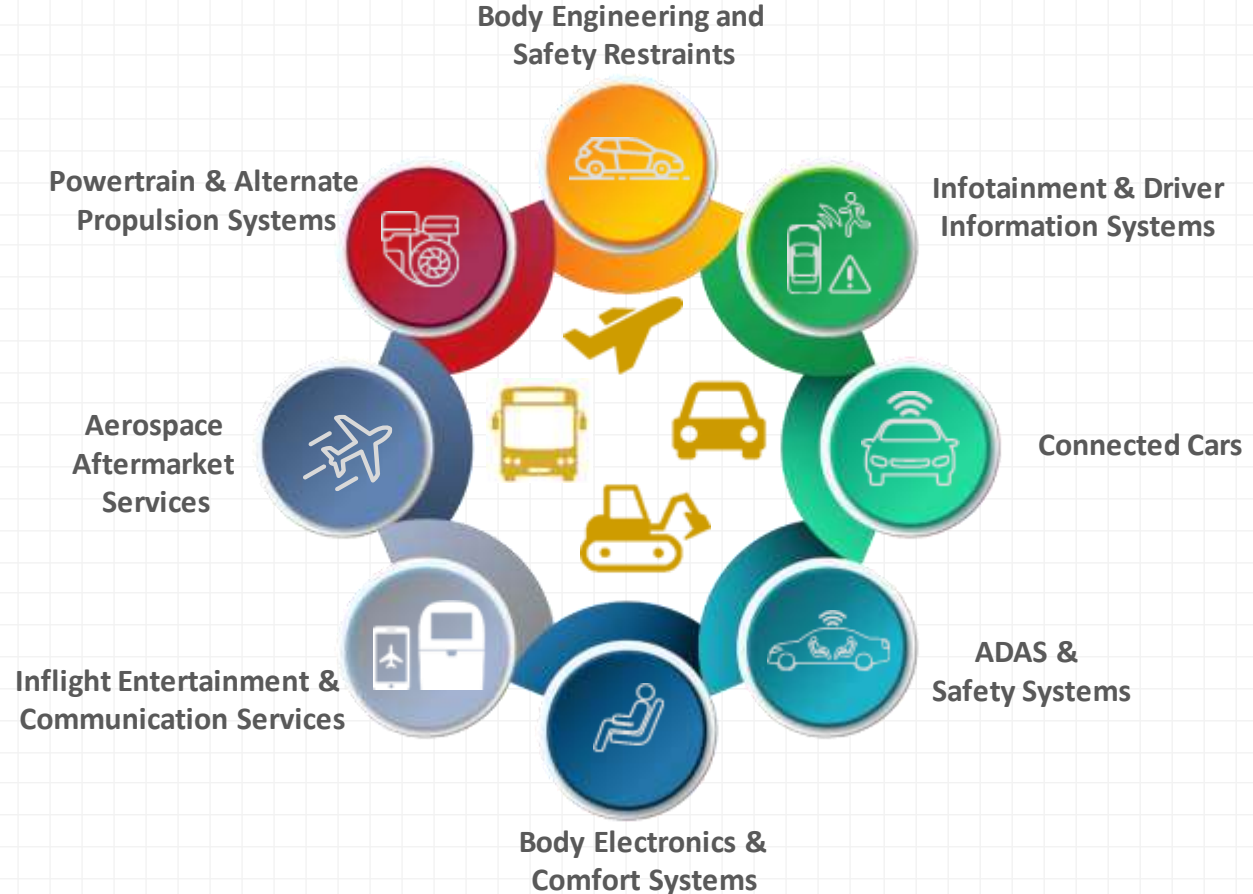 Body Engineering and
Safety Restraints
Powertrain & Alternate
Propulsion Systems
Infotainment & Driver
Information Systems
Aerospace
Aftermarket
Services
Connected Cars
Inflight Entertainment &
Communication Services
ADAS &
Safety Systems
Body Electronics &
Comfort Systems